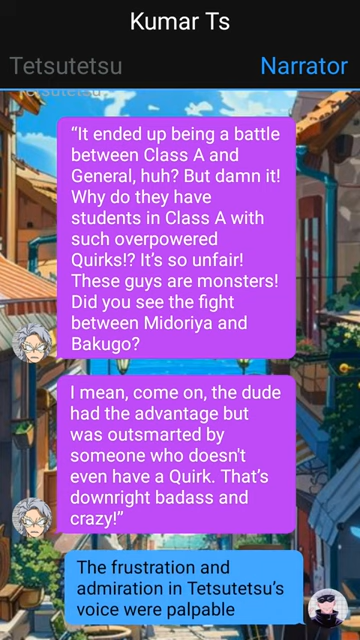 Kumar Ts
Tetsutetsu Narrator
Tetsutetsu
“It ended up being a battle
between Class A and
General, huh? But damn it!
Why do they have
students in Class A with
such overpowered
Quirks!? It’s so unfair!
These guys are monsters!
Did you see the fight
between Midoriya and
Bakugo?
I mean, come on, the dude
had the advantage but
was outsmarted by
someone who doesn't
even have a Quirk. That’s
downright badass and
crazy!”
The frustration and
admiration in Tetsutetsu’s
voice were palpable